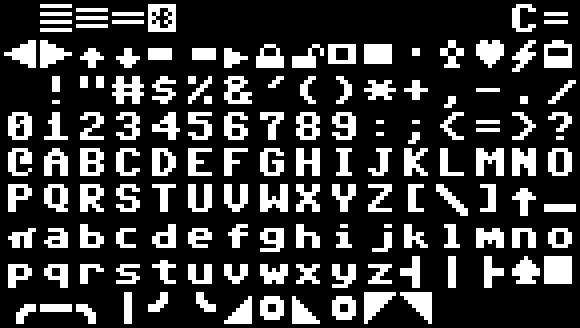 C =
! " # $ % & ' ( ) * + , - . /
0 1 2 3 4 5 6 7 8 9 : ; < = > ?
@ A B C D E F G H I J K L M N O
P Q R S T U V W X Y Z [ \ ] ↑ _
π a b c d e f g h i j k l m n o
p q r s t u v w x y z ┤ | ├ ♠ ■